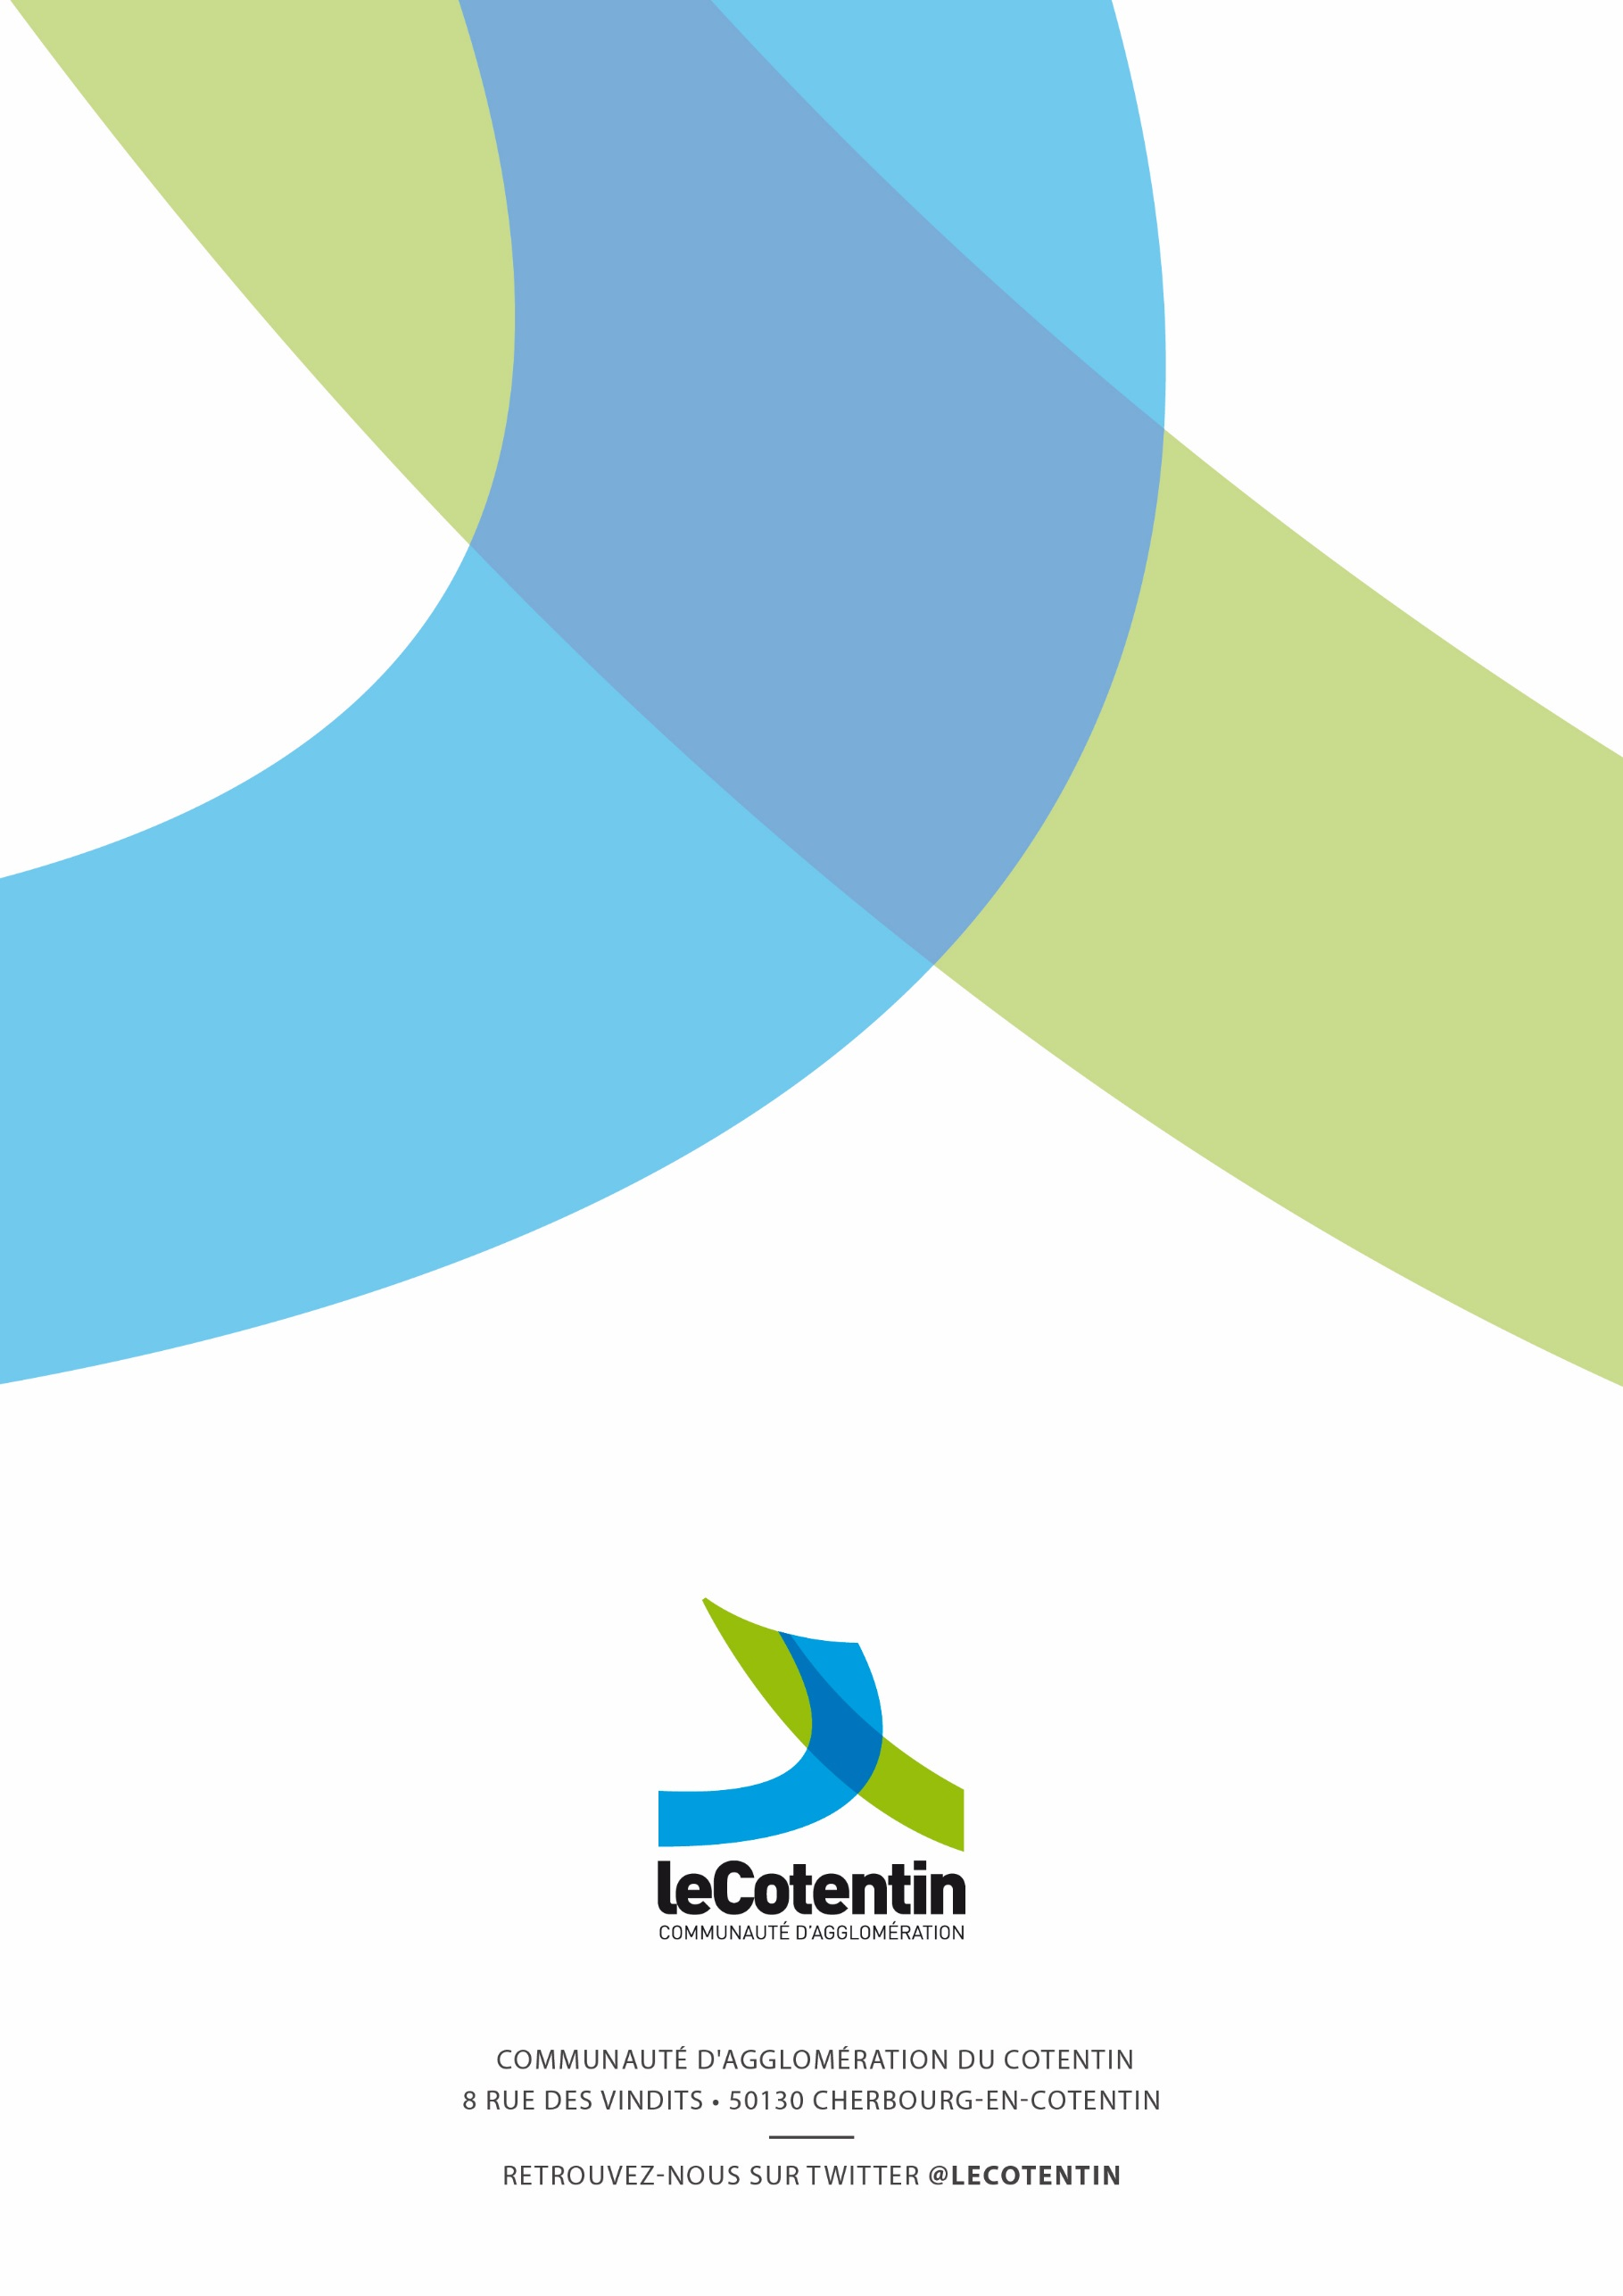 leCotentin
COMMUNAUTÉ D'AGGLOMÉRATION
COMMUNAUTÉ D'AGGLOMÉRATION DU COTENTIN
8 RUE DES VINDITS • 50130 CHERBOURG-EN-COTENTIN
RETROUVEZ-NOUS SUR TWITTER @LECOTENTIN